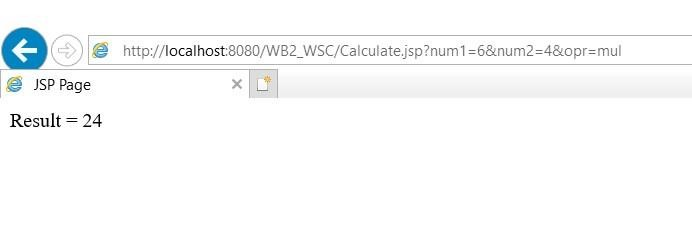 http://localhost:8080/WB2_WSC/Calculate.jsp?num1=6&num2=4&opr=mul
JSP Page
Result = 24